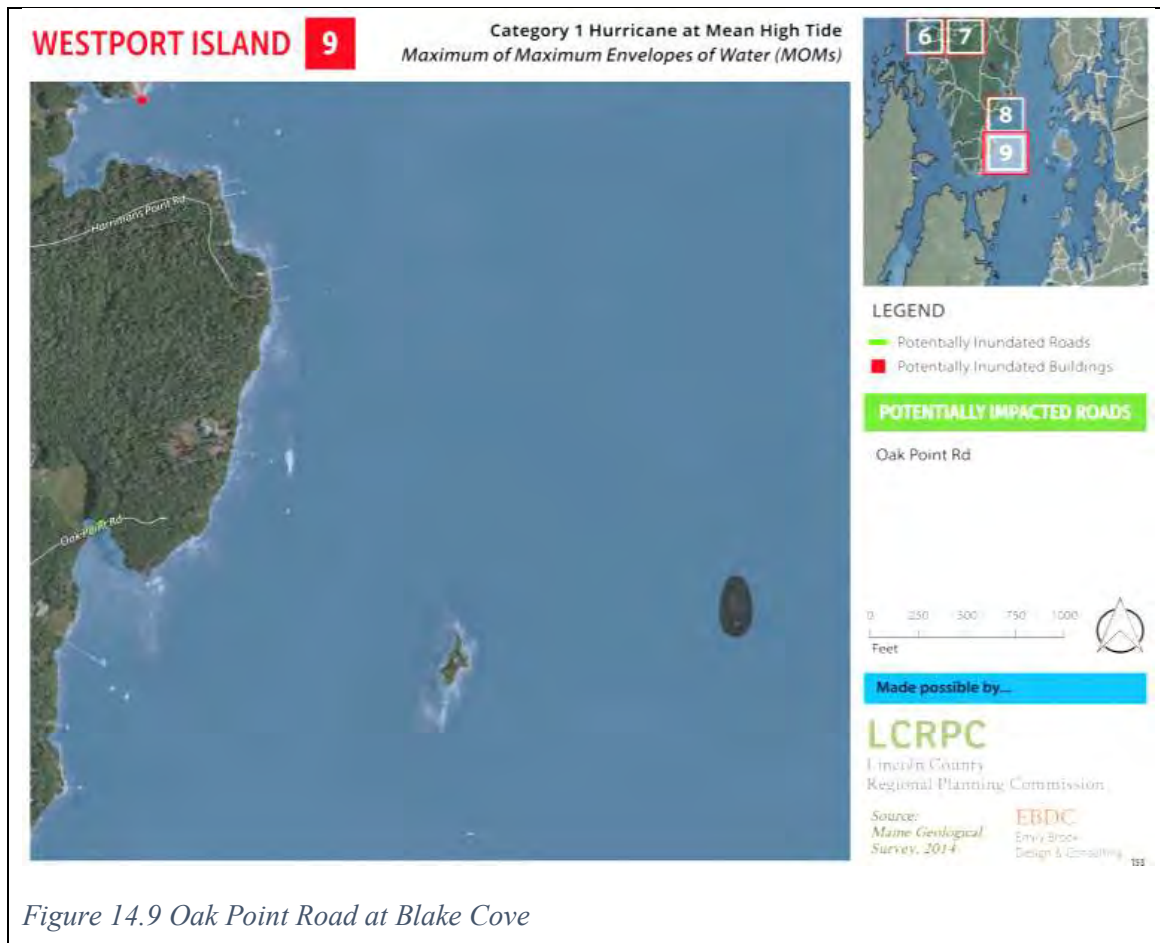 WESTPORT ISLAND 9
Category 1 Hurricane at Mean High Tide
Maximum of Maximum Envelopes of Water (MOMs)
6 7
8
9
Harrimans Point Rd
Oak Point Rd
LEGEND
Potentially Inundated Roads
Potentially Inundated Buildings
POTENTIALLY IMPACTED ROADS
Oak Point Rd
0 250 500 750 1000
Feet
Made possible by...
LCRPC
Lincoln County
Regional Planning Commission
Source:
Maine Geological
Survey, 2014
EBDC
Emily Brook
Design & Consulting
Figure 14.9 Oak Point Road at Blake Cove